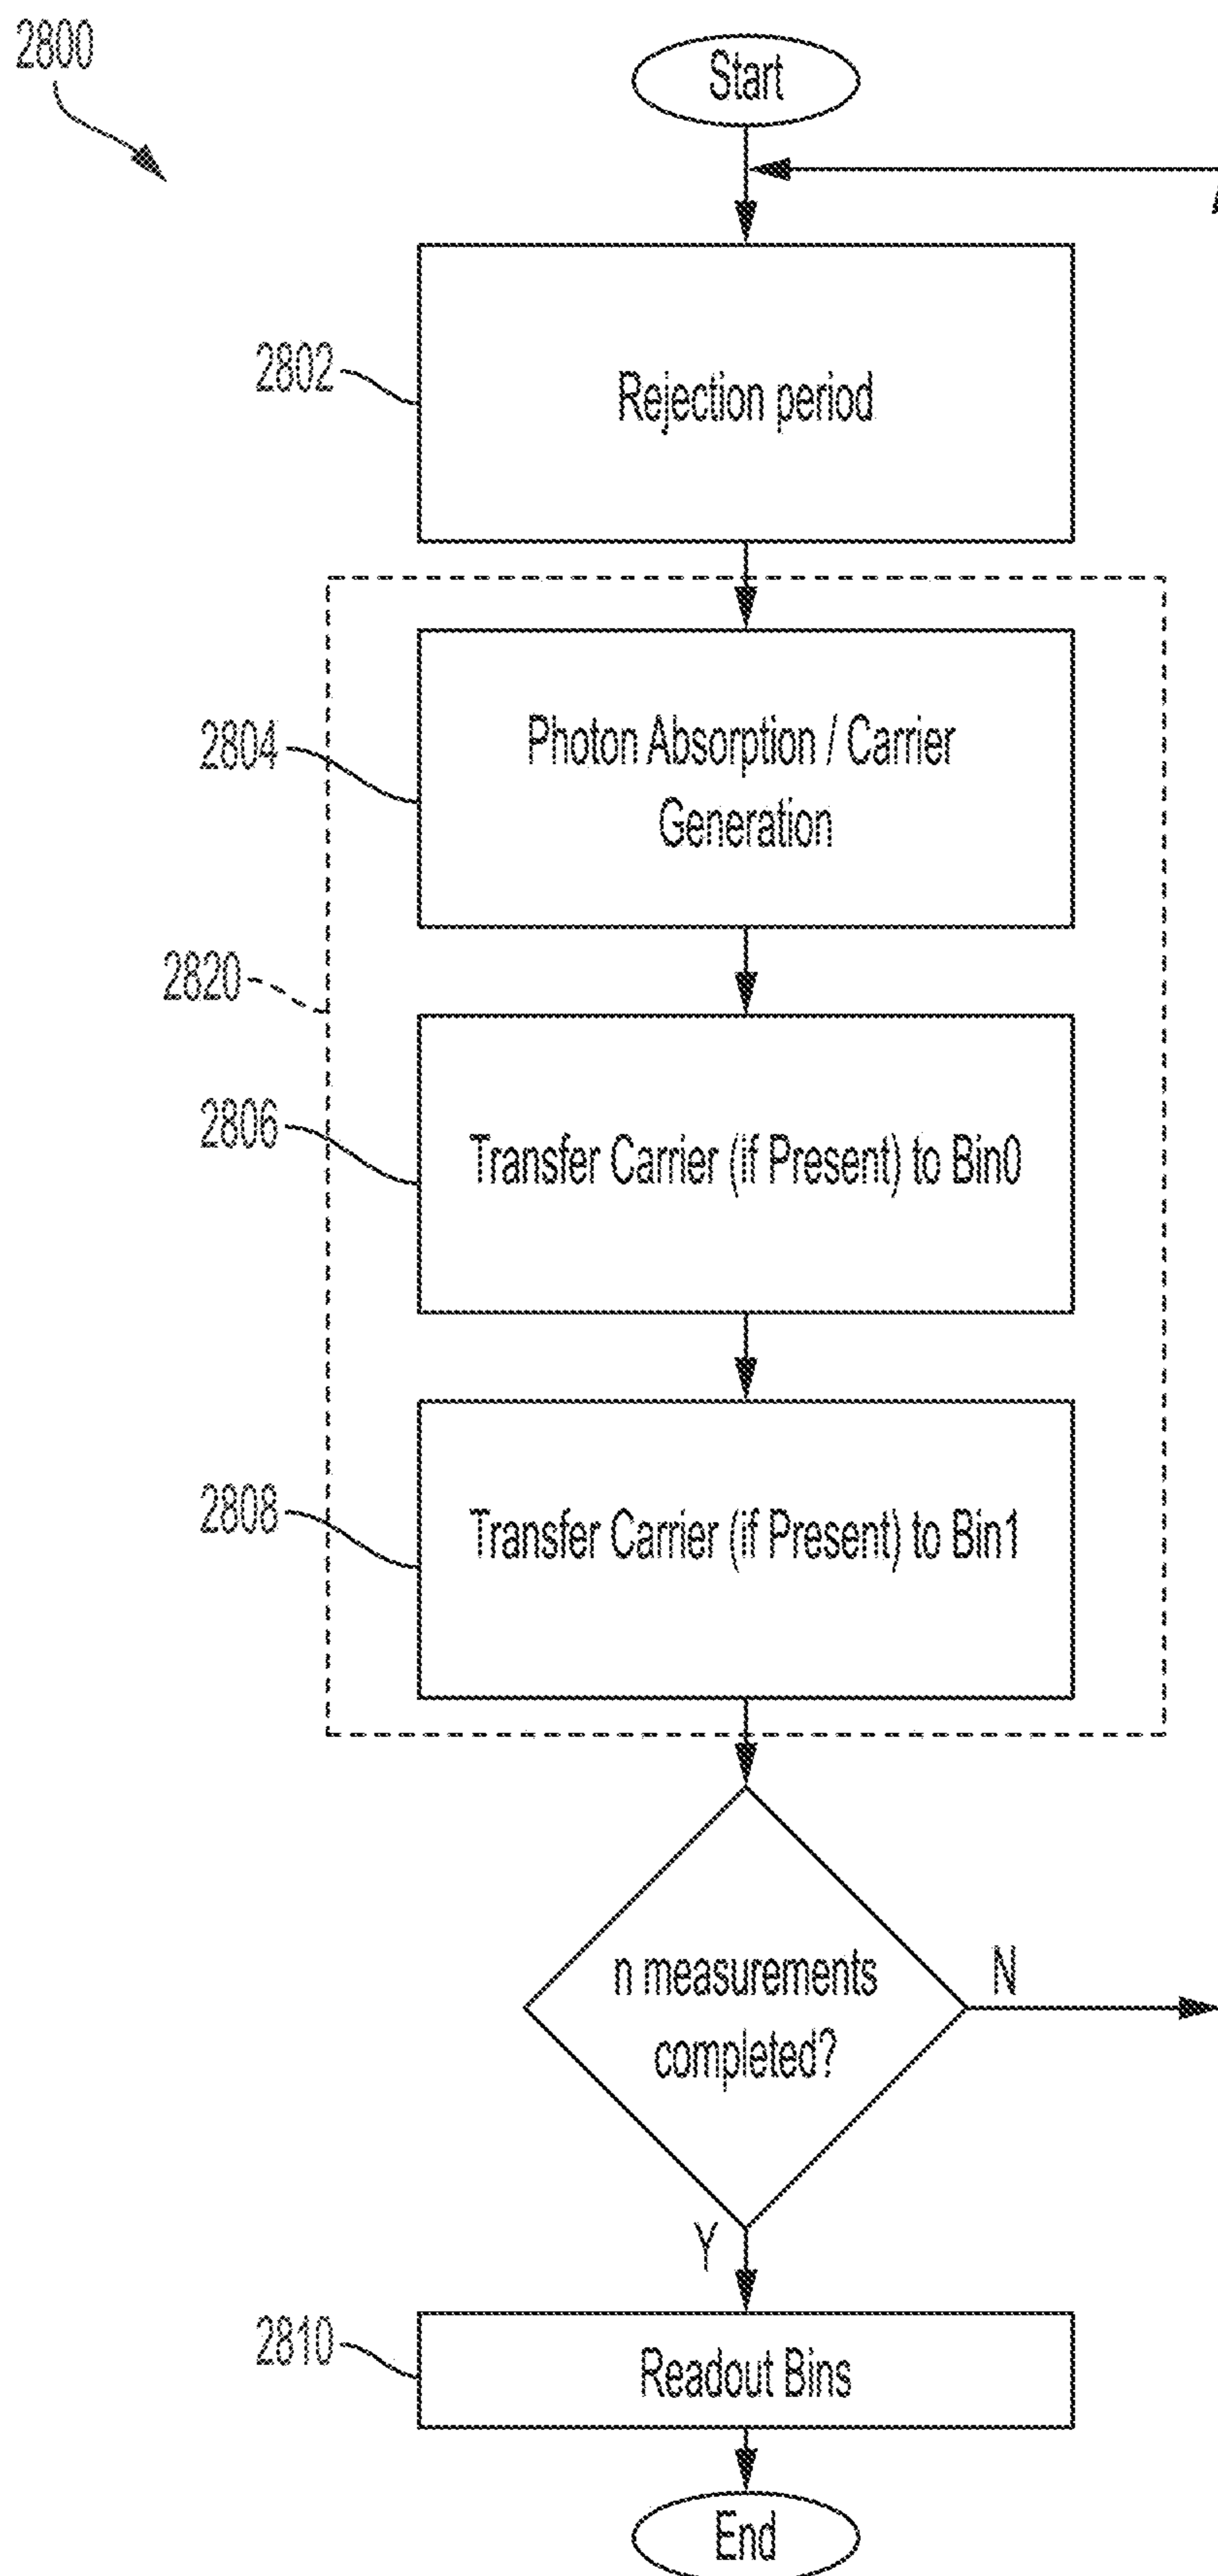 2800
Start
2802
Rejection period
2804
Photon Absorption / Carrier
Generation
2820
2806
Transfer Carrier (if Present) to Bin0
2808
Transfer Carrier (if Present) to Bin1
n measurements
completed?
N
Y
2810
Readout Bins
End